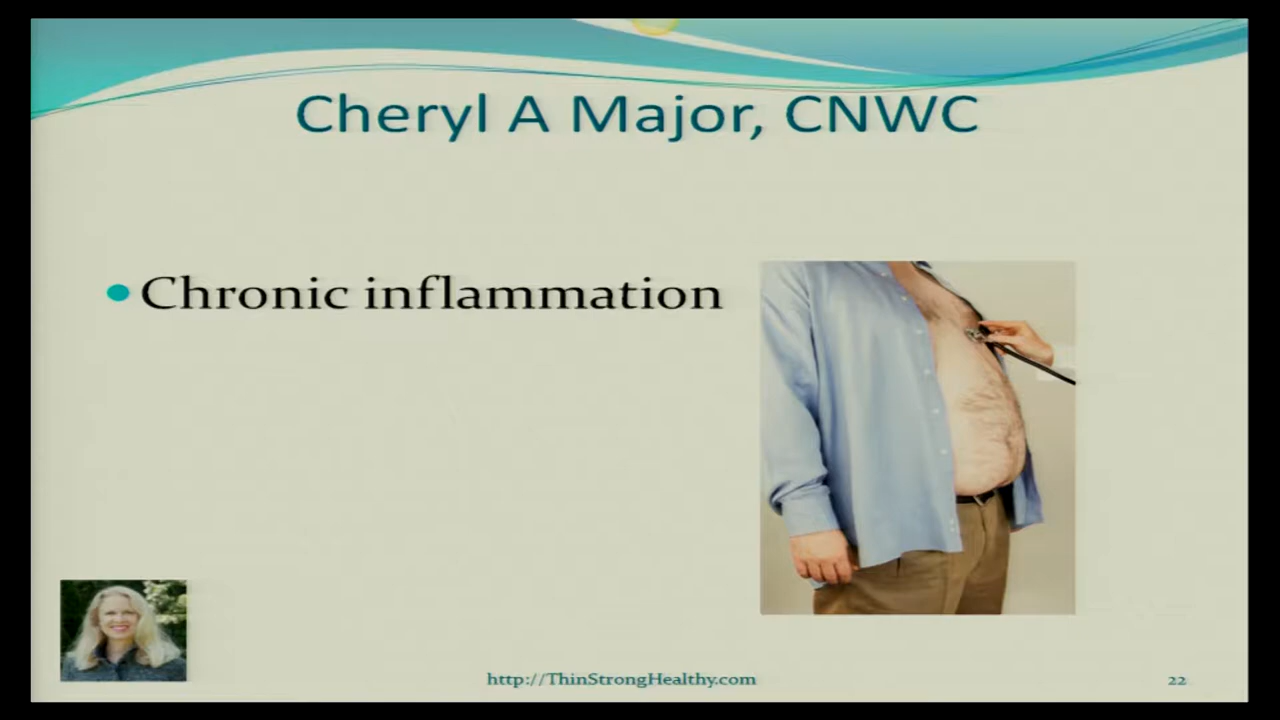 Cheryl A Major, CNWC
• Chronic inflammation
http://ThinStrongHealthy.com
22